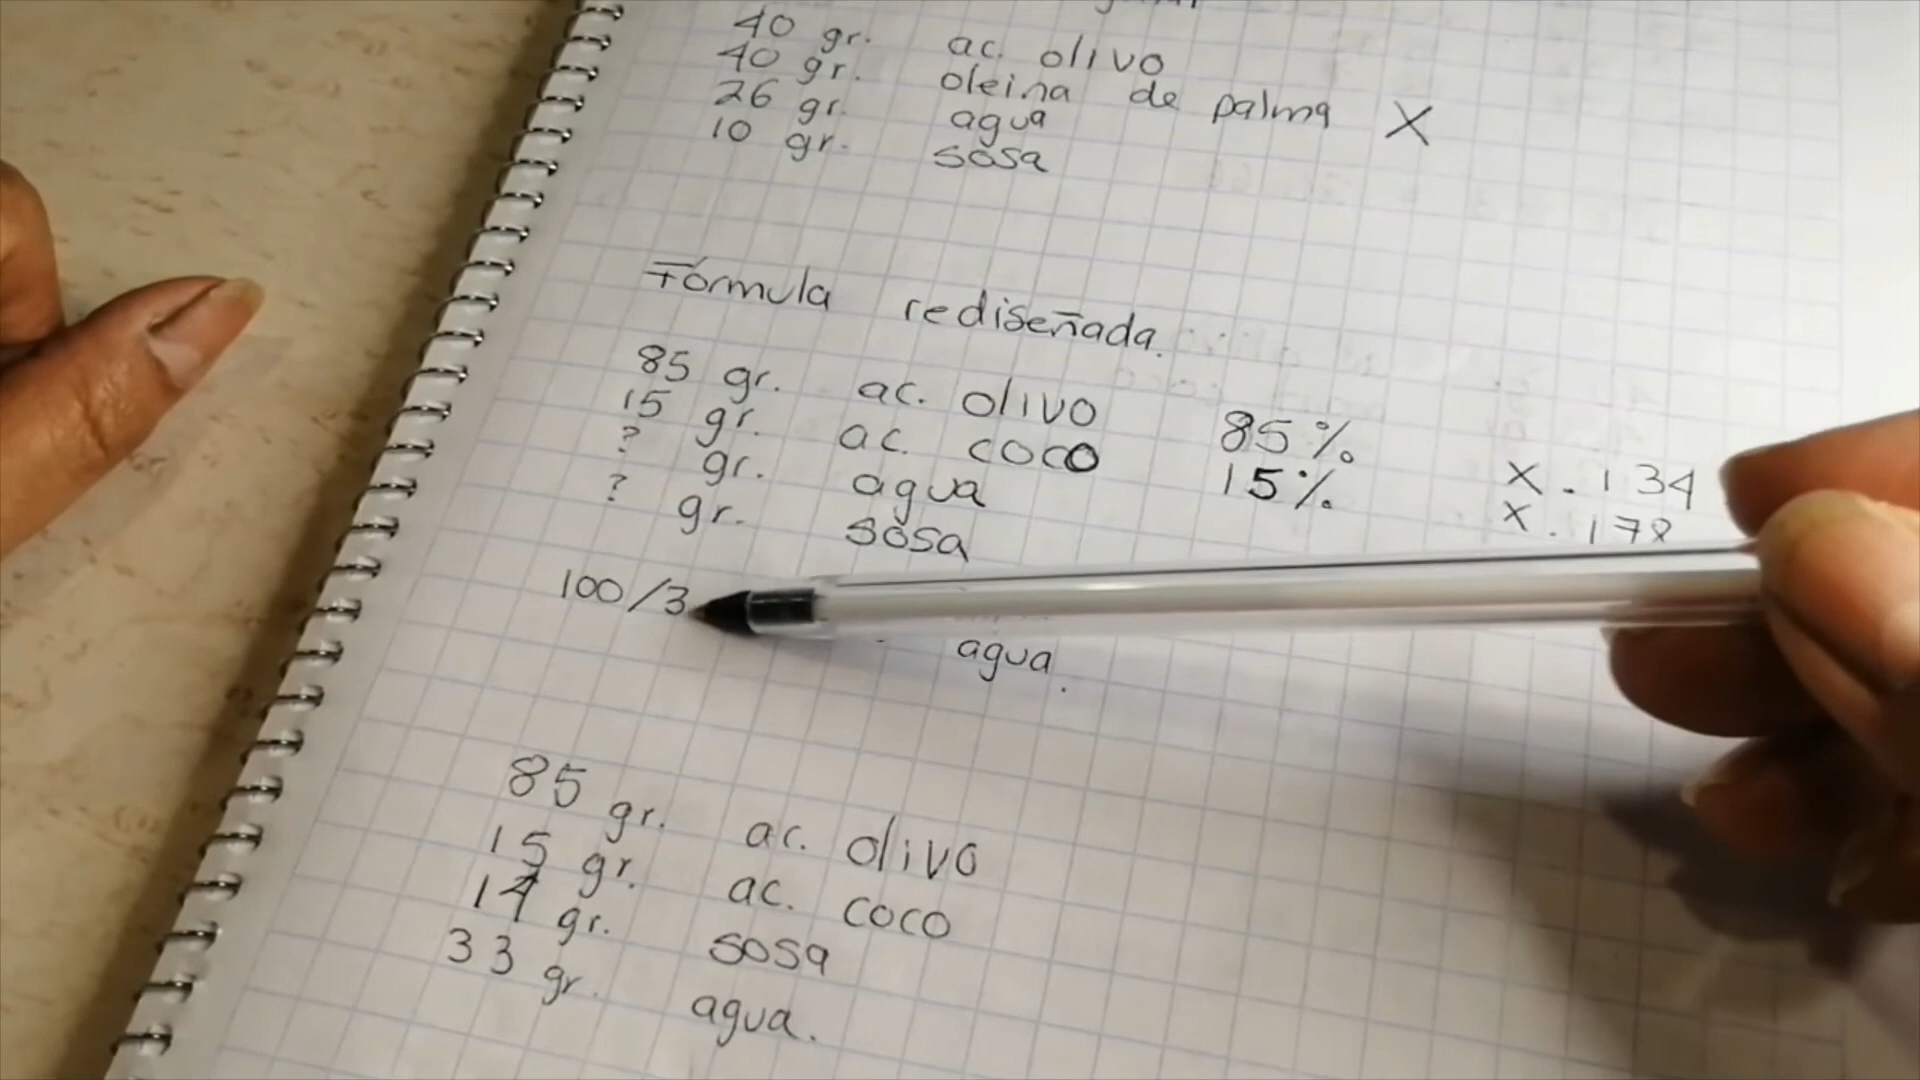 40 gr. ac. olivo
40 gr. oleina de palma X
26 gr. agua
10 gr. sosa
Fórmula rediseñada.
85 gr. ac. olivo 85%
15 gr. ac. coco 15%
? gr. agua X .134
? gr. sosa X .178
100/3
agua.
85 gr. ac. olivo
15 gr. ac. coco
14 gr. sosa
33 gr. agua.